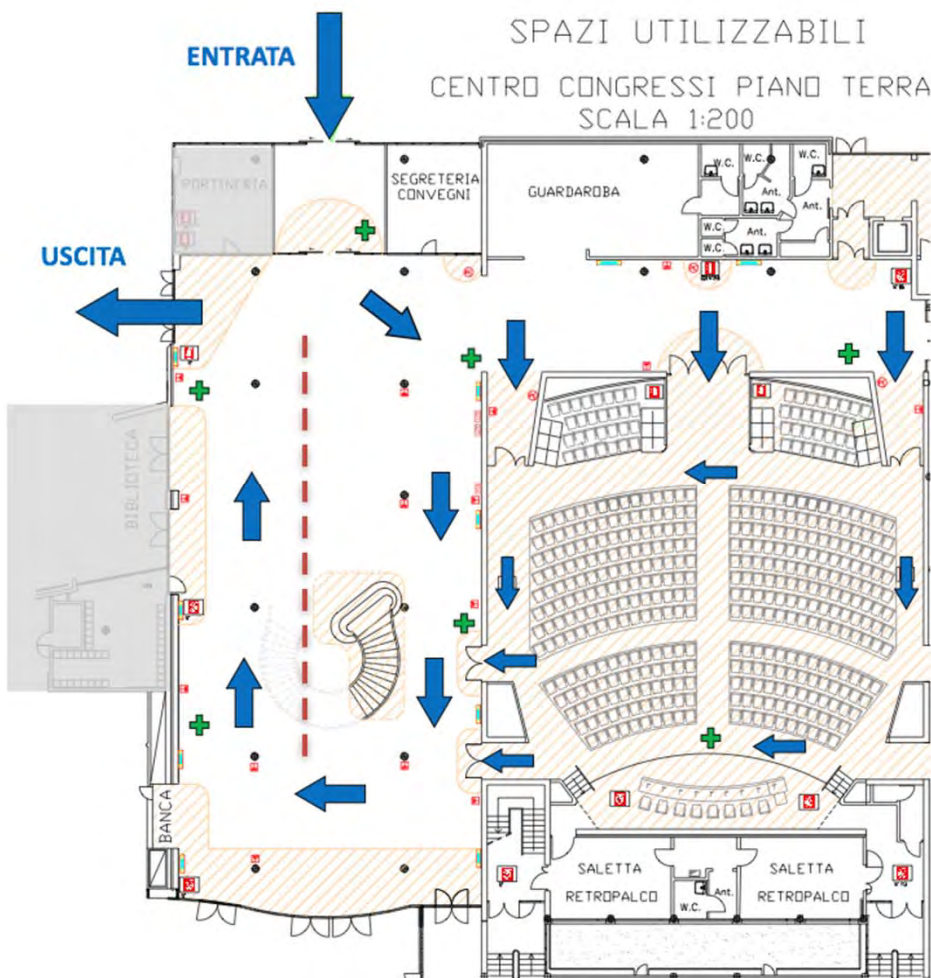 SPAZI UTILIZZABILI
ENTRATA
CENTRO CONGRESSI PIANO TERRA
SCALA 1:200
PORTINERIA
SEGRETERIA
CONVEGNI
GUARDAROBA
W.C.
W.C.
W.C.
Ant.
Ant.
W.C.
Ant.
W.C.
USCITA
BIBLIOTECA
BANCA
SALETTA
RETROPALCO
W.C.
Ant.
SALETTA
RETROPALCO